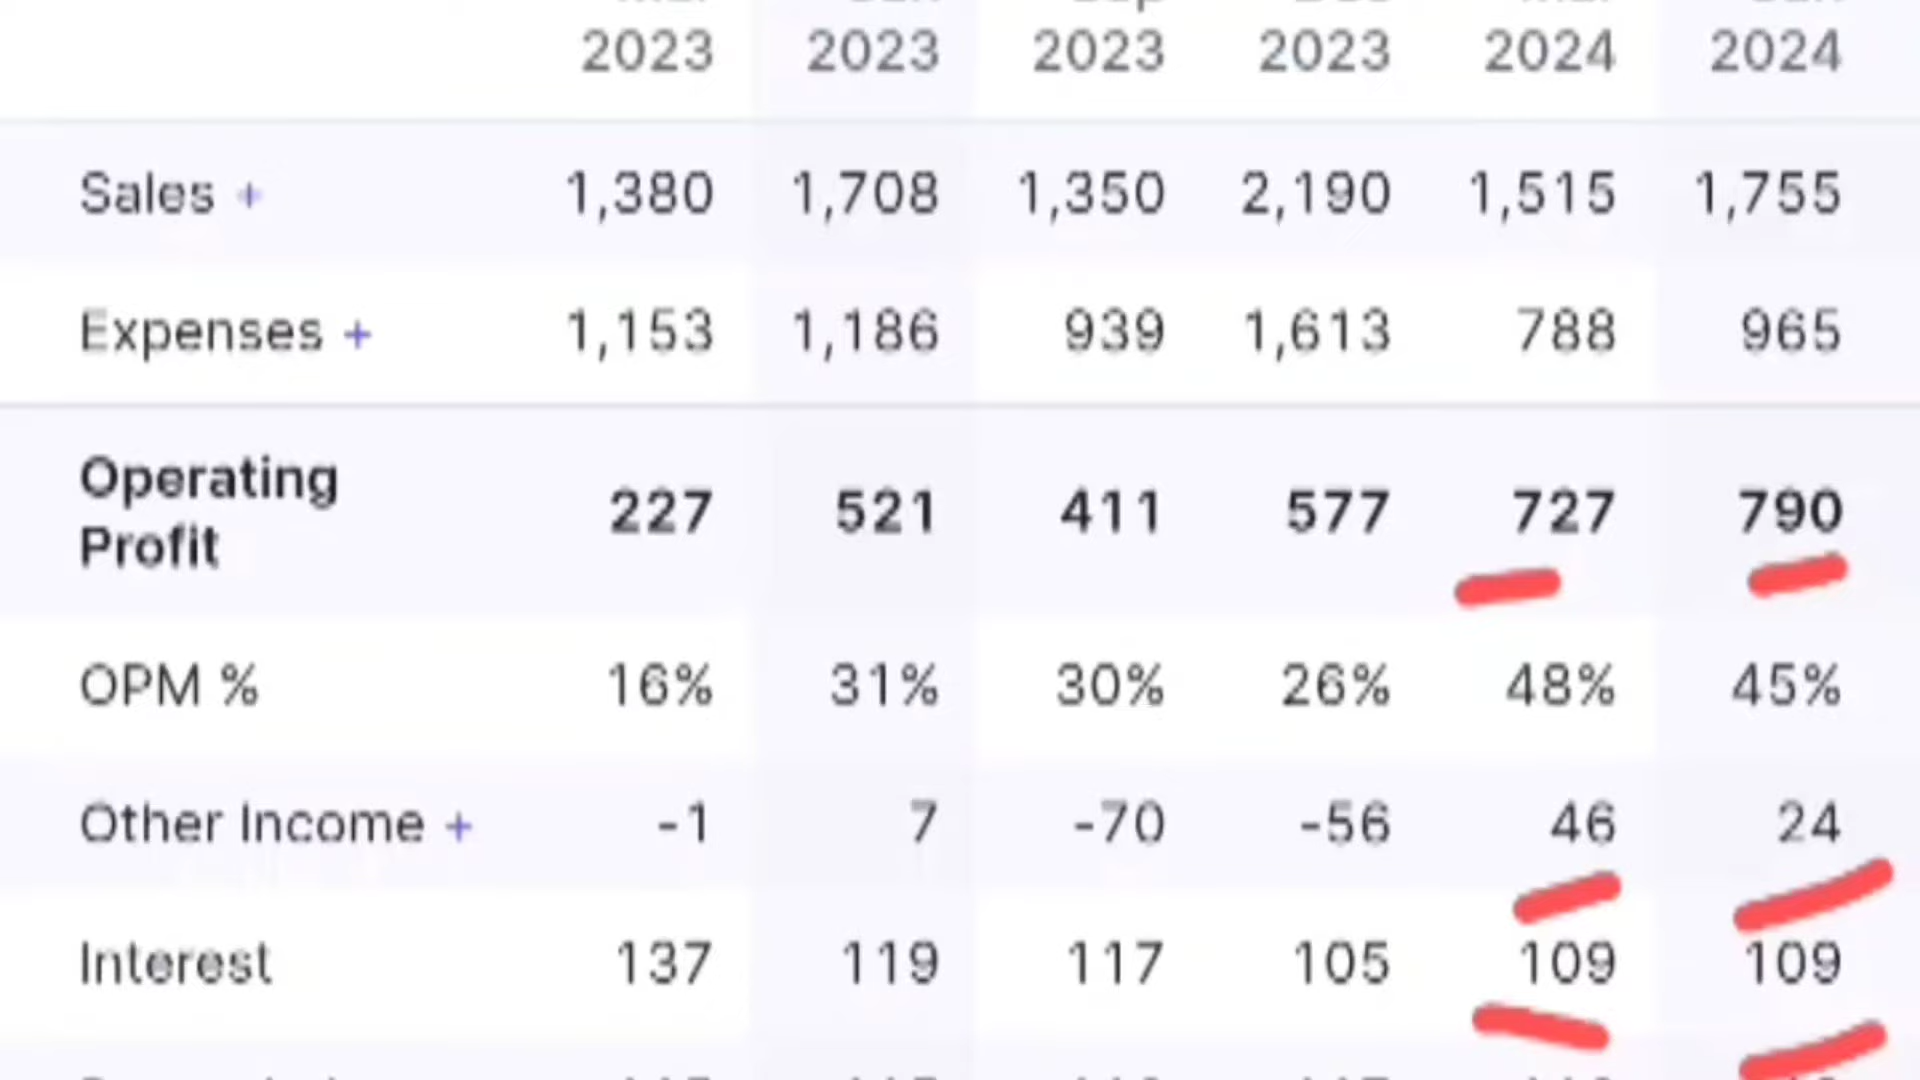 2023 2023 2023 2023 2024 2024
Sales + 1,380 1,708 1,350 2,190 1,515 1,755
Expenses + 1,153 1,186 939 1,613 788 965
Operating
Profit 227 521 411 577 727 790
OPM % 16% 31% 30% 26% 48% 45%
Other Income + -1 7 -70 -56 46 24
Interest 137 119 117 105 109 109